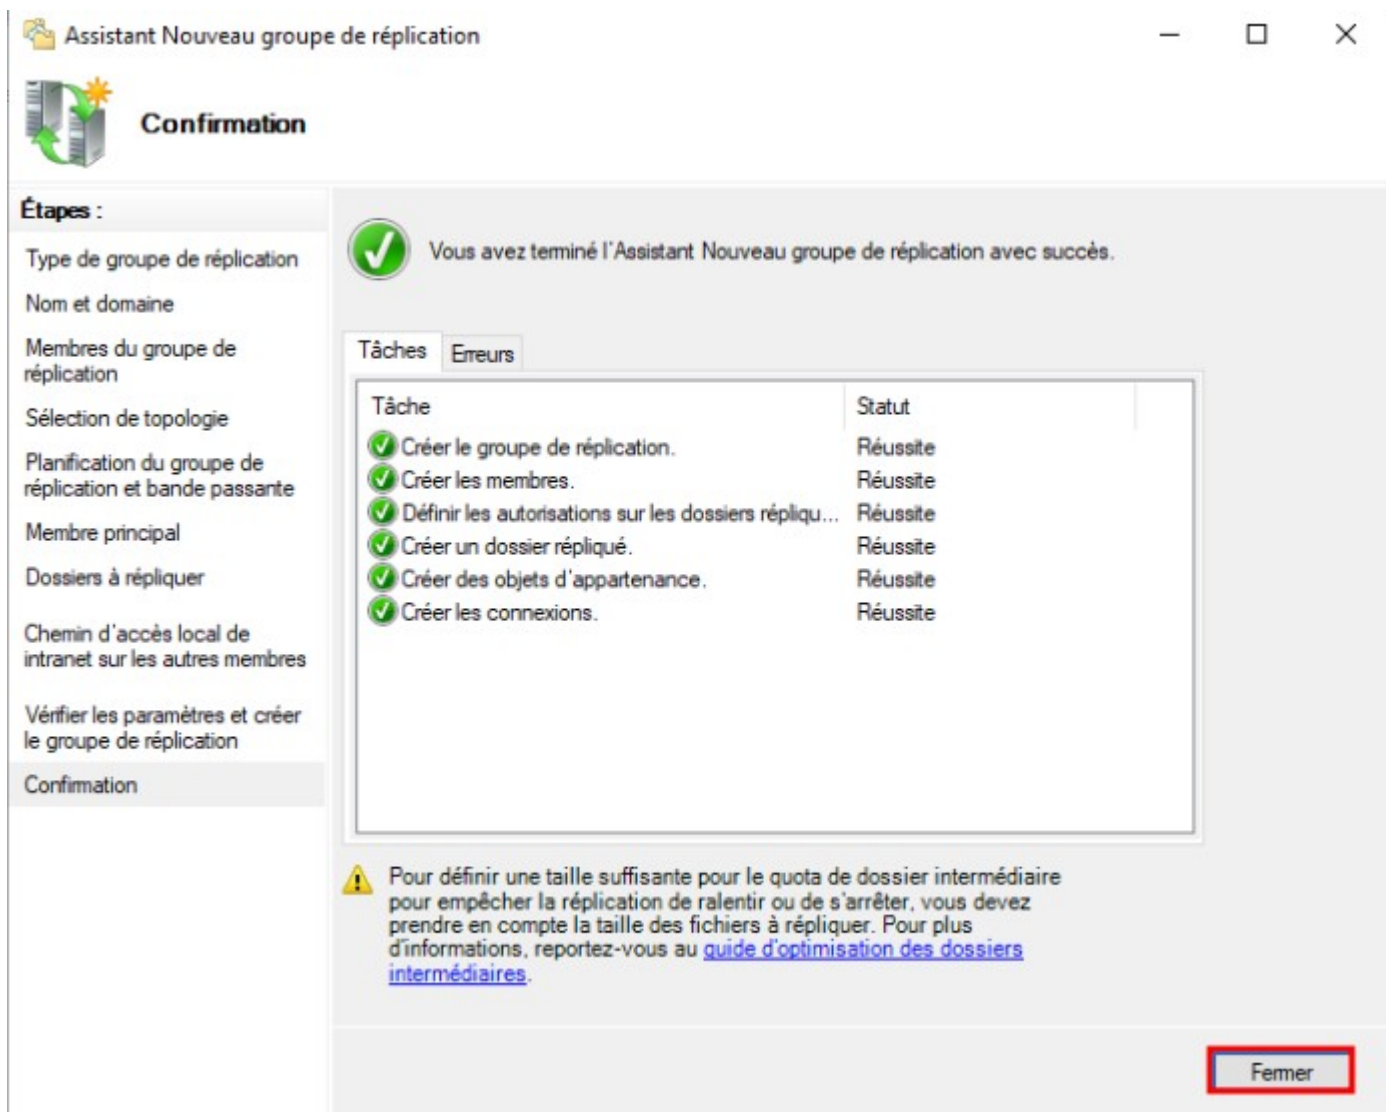 Assistant Nouveau groupe de réplication
Confirmation
Étapes :
Type de groupe de réplication
Nom et domaine
Membres du groupe de
réplication
Sélection de topologie
Planification du groupe de
réplication et bande passante
Membre principal
Dossiers à répliquer
Chemin d'accès local de
intranet sur les autres membres
Vérifier les paramètres et créer
le groupe de réplication
Confirmation
Vous avez terminé l'Assistant Nouveau groupe de réplication avec succès.
Tâches Erreurs
Tâche Statut
Créer le groupe de réplication. Réussite
Créer les membres. Réussite
Définir les autorisations sur les dossiers répliqu... Réussite
Créer un dossier répliqué. Réussite
Créer des objets d'appartenance. Réussite
Créer les connexions. Réussite
Pour définir une taille suffisante pour le quota de dossier intermédiaire
pour empêcher la réplication de ralentir ou de s'arrêter, vous devez
prendre en compte la taille des fichiers à répliquer. Pour plus
d'informations, reportez-vous au guide d'optimisation des dossiers
intermédiaires.
Fermer